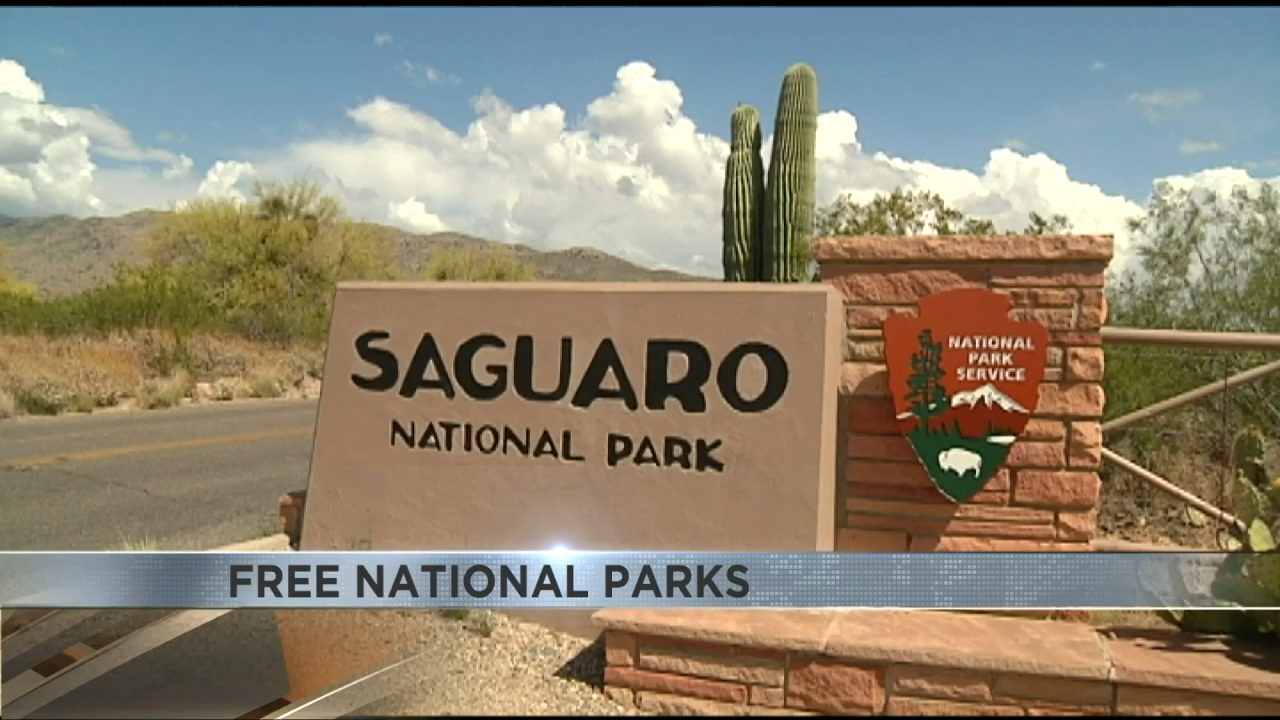 SAGUARO
NATIONAL PARK
NATIONAL
PARK
SERVICE
FREE NATIONAL PARKS